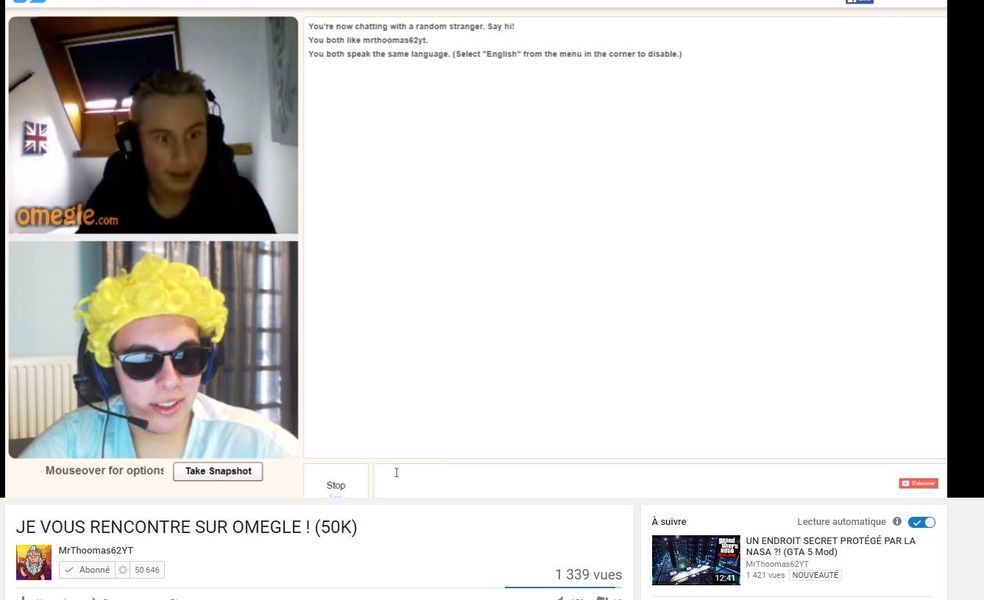 You're now chatting with a random stranger. Say hi!
You both like mrthoomas62yt.
You both speak the same language. (Select "English" from the menu in the corner to disable.)
omegle.com
Mouseover for options
Take Snapshot
Stop
Esc
S'abonner
JE VOUS RENCONTRE SUR OMEGLE ! (50K)
MrThoomas62YT
Abonné 50 646
1 339 vues
À suivre
Lecture automatique
UN ENDROIT SECRET PROTÉGÉ PAR LA
NASA ?! (GTA 5 Mod)
MrThoomas62YT
1 421 vues NOUVEAUTÉ
12:41